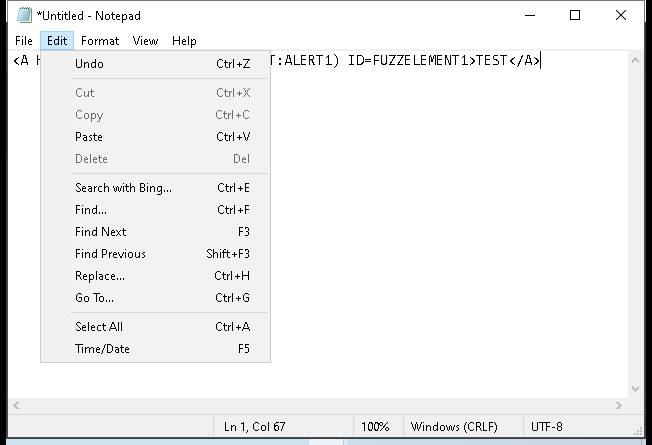 *Untitled - Notepad
File Edit Format View Help
<A H T:ALERT1) ID=FUZZELEMENT1>TEST</A>
Undo Ctrl+Z
Cut Ctrl+X
Copy Ctrl+C
Paste Ctrl+V
Delete Del
Search with Bing... Ctrl+E
Find... Ctrl+F
Find Next F3
Find Previous Shift+F3
Replace... Ctrl+H
Go To... Ctrl+G
Select All Ctrl+A
Time/Date F5
Ln 1, Col 67 100% Windows (CRLF) UTF-8